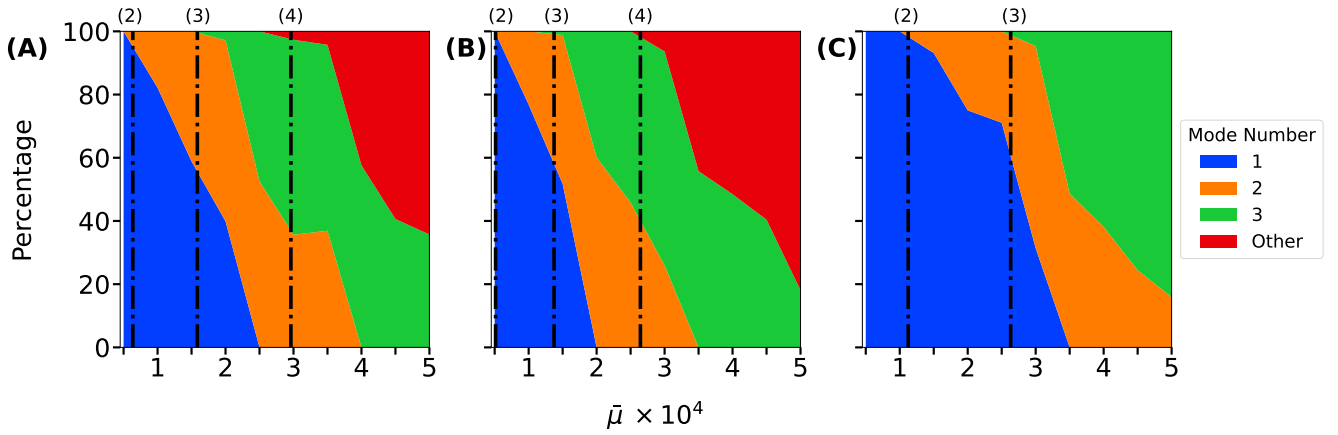 (2) (3) (4) (2) (3) (4) (2) (3)
(A) (B) (C)
100
80
60
40
20
0
Percentage
1 2 3 4 5 1 2 3 4 5 1 2 3 4 5
μ̄ × 10⁴
Mode Number
1
2
3
Other